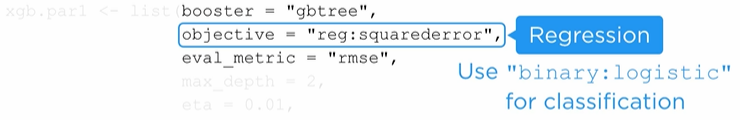 xgb.par1 <- list(booster = "gbtree",
objective = "reg:squarederror",
Regression
eval_metric = "rmse",
Use "binary:logistic"
max_depth = 2,
for classification
eta = 0.01,